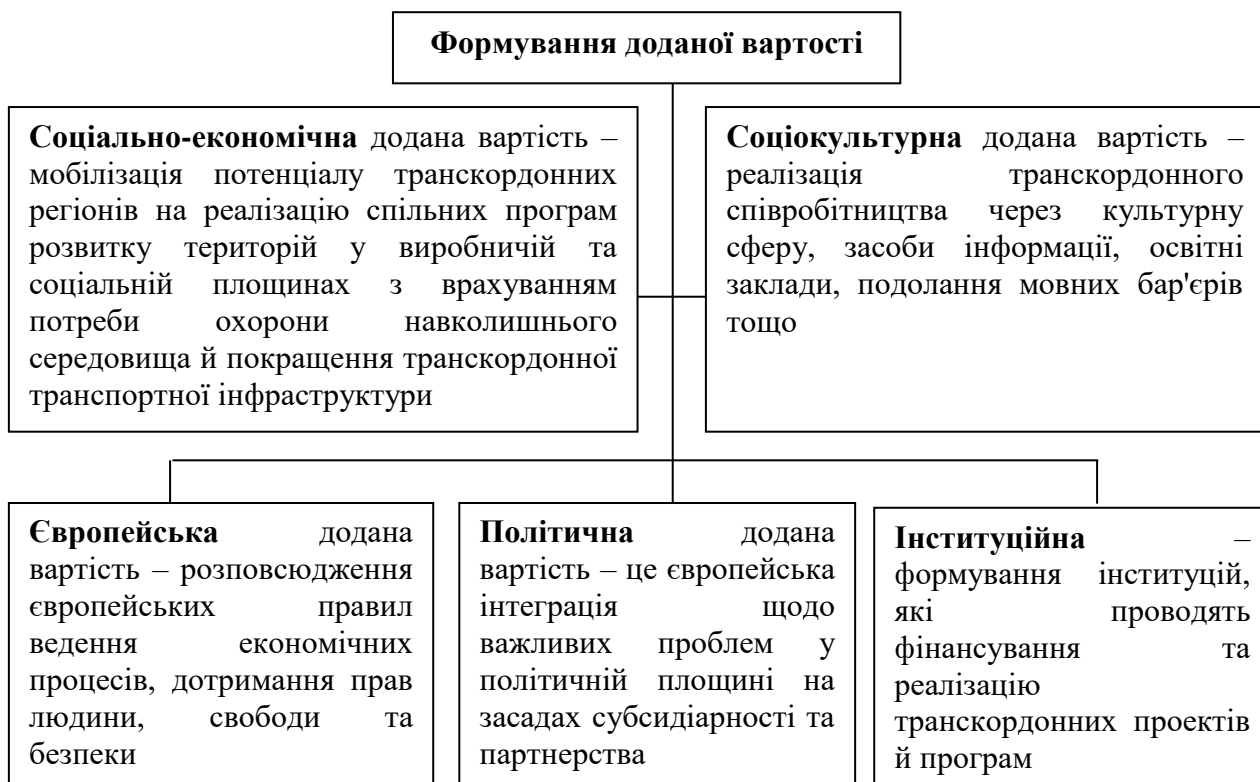 Формування доданої вартості
Соціально-економічна додана вартість –
мобілізація потенціалу транскордонних
регіонів на реалізацію спільних програм
розвитку територій у виробничій та
соціальній площинах з врахуванням
потреби охорони навколишнього
середовища й покращення транскордонної
транспортної інфраструктури
Соціокультурна додана вартість –
реалізація транскордонного
співробітництва через культурну
сферу, засоби інформації, освітні
заклади, подолання мовних бар'єрів
тощо
Європейська додана
вартість – розповсюдження
європейських правил
ведення економічних
процесів, дотримання прав
людини, свободи та
безпеки
Політична додана
вартість – це європейська
інтеграція щодо
важливих проблем у
політичній площині на
засадах субсидіарності та
партнерства
Інституційна –
формування інституцій,
які проводять
фінансування та
реалізацію
транскордонних проектів
й програм